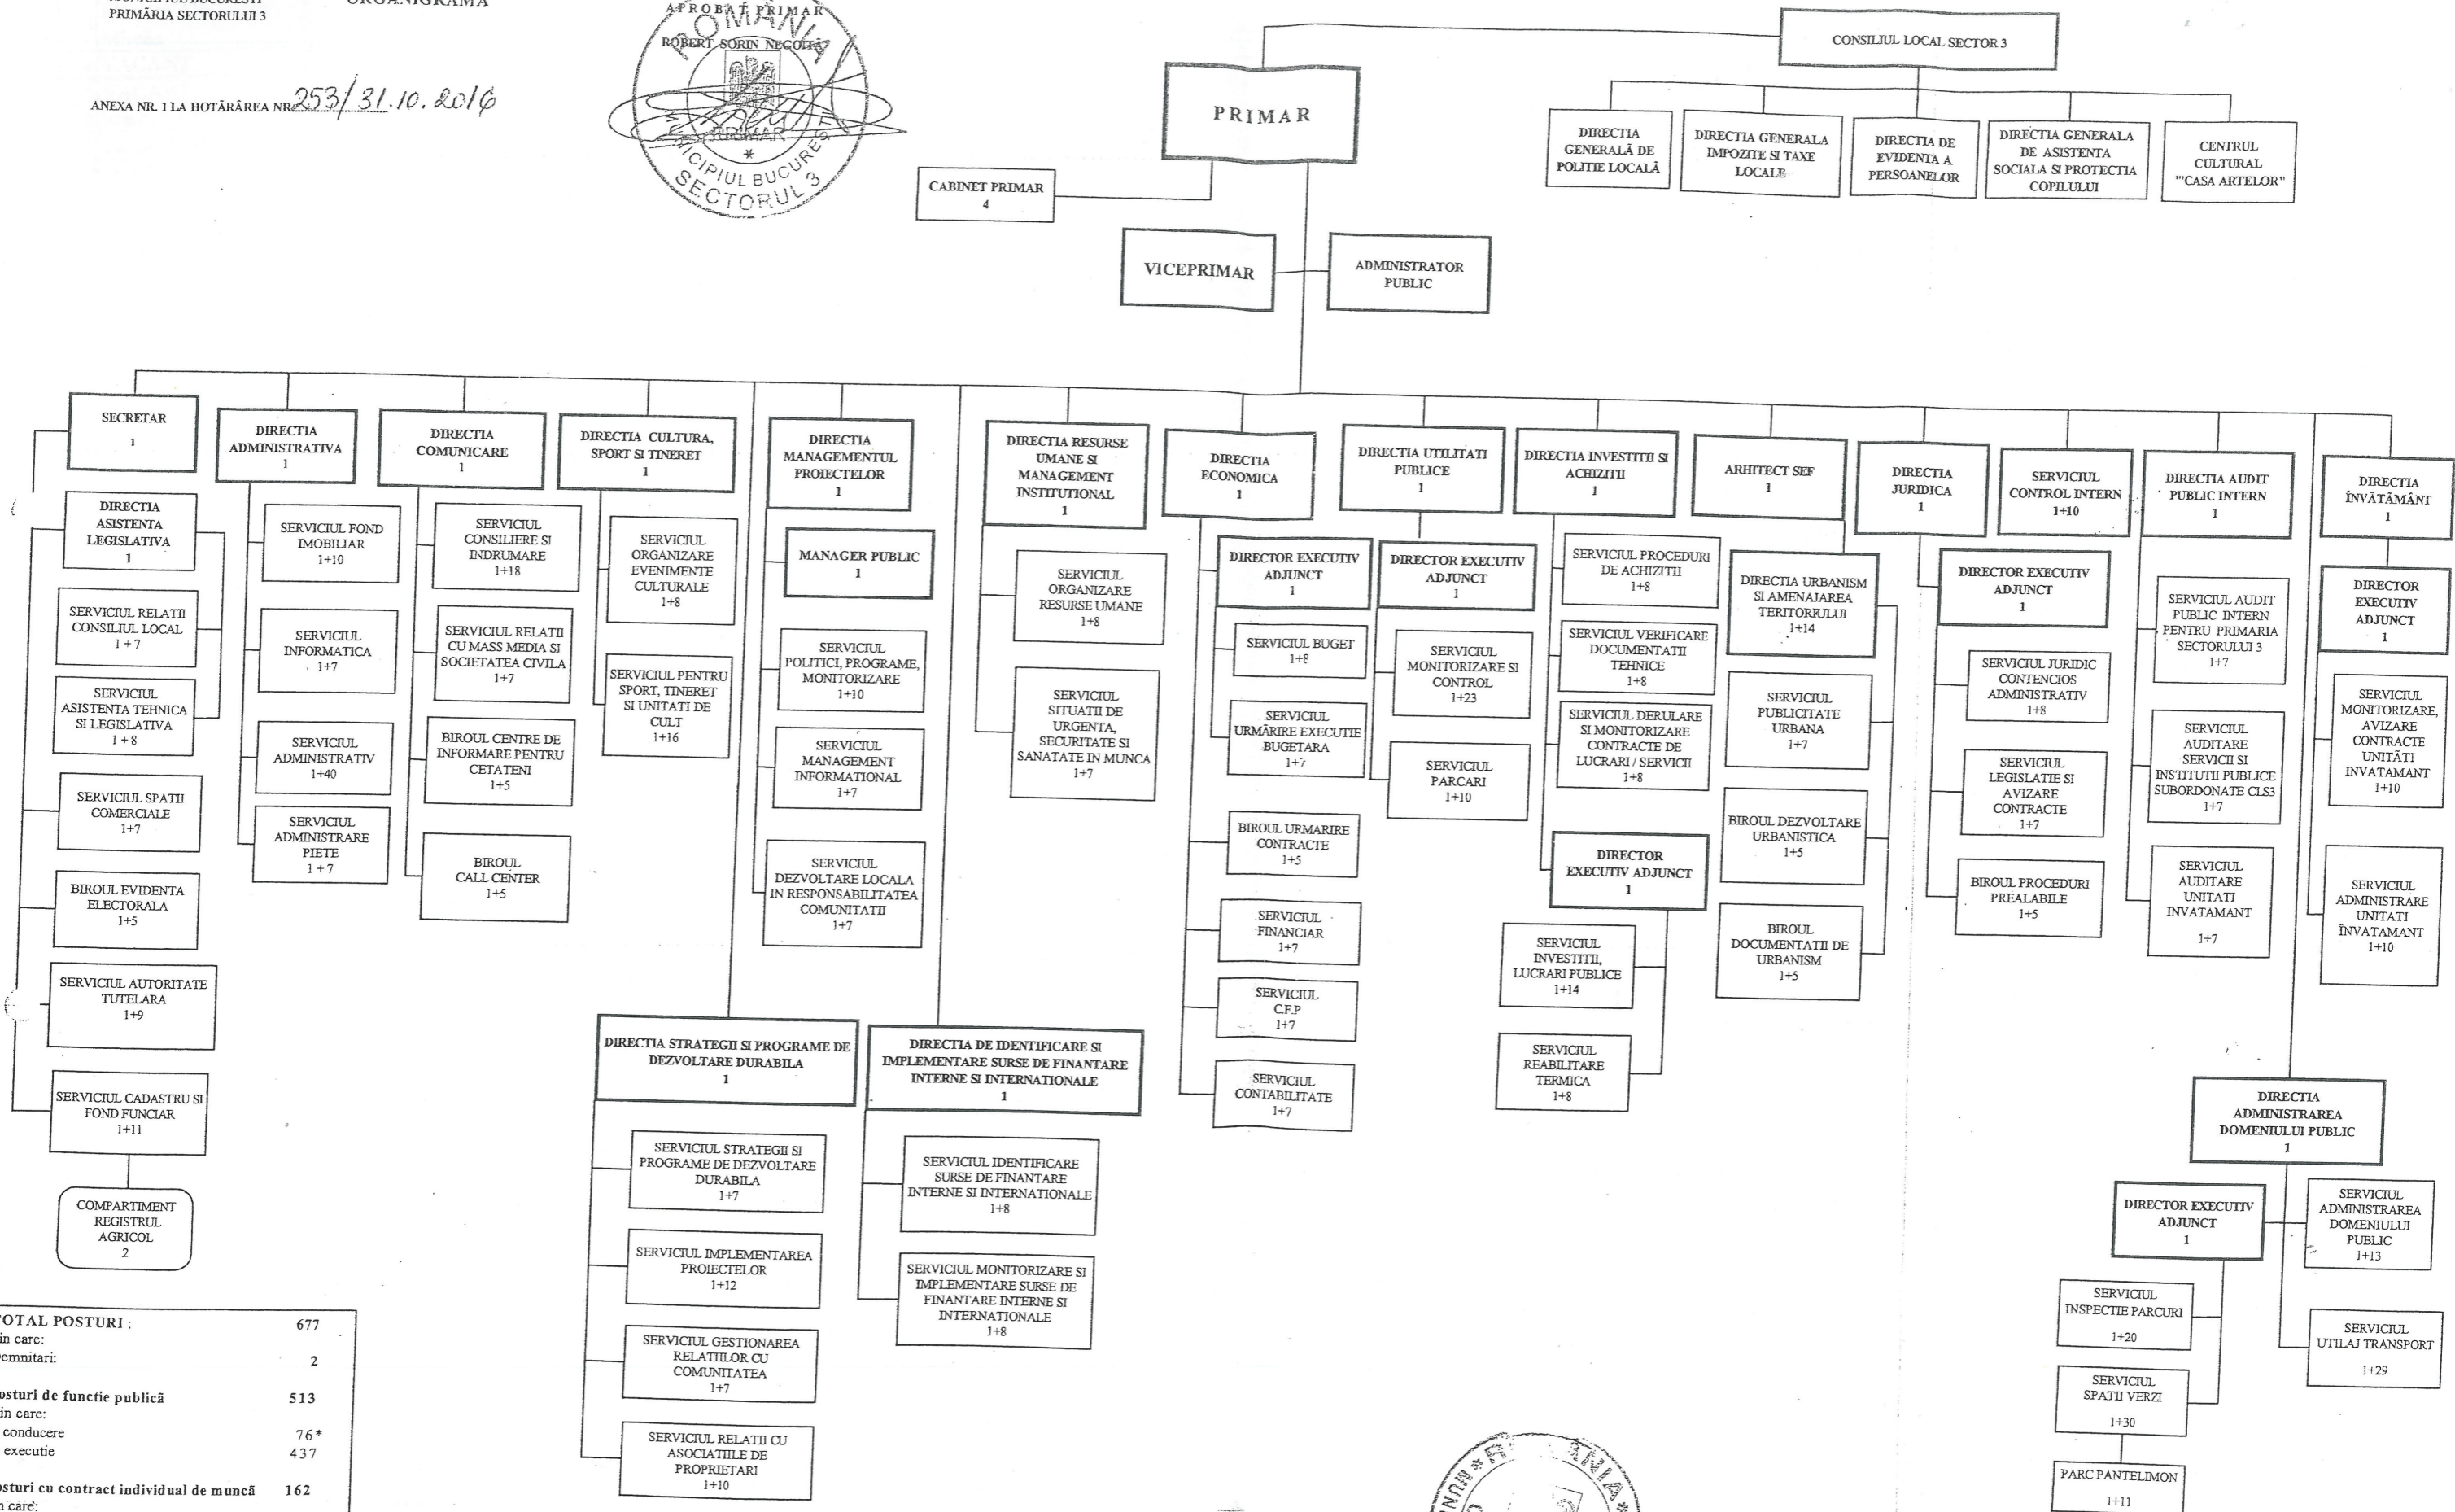 PRIMĂRIA SECTORULUI 3
ORGANIGRAMA
APROBAT PRIMAR
ROBERT SORIN NEGOIȚĂ
ROMANIA
PRIMAR
MUNICIPIUL BUCUREȘTI
SECTORUL 3
ANEXA NR. 1 LA HOTĂRÂREA NR. 253/31.10.2016
CONSILIUL LOCAL SECTOR 3
PRIMAR
DIRECTIA
GENERALĂ DE
POLITIE LOCALĂ
DIRECTIA GENERALA
IMPOZITE SI TAXE
LOCALE
DIRECTIA DE
EVIDENTA A
PERSOANELOR
DIRECTIA GENERALA
DE ASISTENTA
SOCIALA SI PROTECTIA
COPILULUI
CENTRUL
CULTURAL
'"CASA ARTELOR"
CABINET PRIMAR
4
VICEPRIMAR
ADMINISTRATOR
PUBLIC
SECRETAR
1
DIRECTIA
ASISTENTA
LEGISLATIVA
1
SERVICIUL RELATII
CONSILIUL LOCAL
1 + 7
SERVICIUL
ASISTENTA TEHNICA
SI LEGISLATIVA
1 + 8
SERVICIUL SPATII
COMERCIALE
1+7
BIROUL EVIDENTA
ELECTORALA
1+5
SERVICIUL AUTORITATE
TUTELARA
1+9
SERVICIUL CADASTRU SI
FOND FUNCIAR
1+11
COMPARTIMENT
REGISTRUL
AGRICOL
2
DIRECTIA
ADMINISTRATIVA
1
SERVICIUL FOND
IMOBILIAR
1+10
SERVICIUL
INFORMATICA
1+7
SERVICIUL
ADMINISTRATIV
1+40
SERVICIUL
ADMINISTRARE
PIETE
1 + 7
DIRECTIA
COMUNICARE
1
SERVICIUL
CONSILIERE SI
INDRUMARE
1+18
SERVICIUL RELATII
CU MASS MEDIA SI
SOCIETATEA CIVILA
1+7
BIROUL CENTRE DE
INFORMARE PENTRU
CETATENI
1+5
BIROUL
CALL CENTER
1+5
DIRECTIA CULTURA,
SPORT SI TINERET
1
SERVICIUL
ORGANIZARE
EVENIMENTE
CULTURALE
1+8
SERVICIUL PENTRU
SPORT, TINERET
SI UNITATI DE
CULT
1+16
DIRECTIA STRATEGII SI PROGRAME DE
DEZVOLTARE DURABILA
1
SERVICIUL STRATEGII SI
PROGRAME DE DEZVOLTARE
DURABILA
1+7
SERVICIUL IMPLEMENTAREA
PROIECTELOR
1+12
SERVICIUL GESTIONAREA
RELATIILOR CU
COMUNITATEA
1+7
SERVICIUL RELATII CU
ASOCIATIILE DE
PROPRIETARI
1+10
DIRECTIA
MANAGEMENTUL
PROIECTELOR
1
MANAGER PUBLIC
1
SERVICIUL
POLITICI, PROGRAME,
MONITORIZARE
1+10
SERVICIUL
MANAGEMENT
INFORMATIONAL
1+7
SERVICIUL
DEZVOLTARE LOCALA
IN RESPONSABILITATEA
COMUNITATII
1+7
DIRECTIA DE IDENTIFICARE SI
IMPLEMENTARE SURSE DE FINANTARE
INTERNE SI INTERNATIONALE
1
SERVICIUL IDENTIFICARE
SURSE DE FINANTARE
INTERNE SI INTERNATIONALE
1+8
SERVICIUL MONITORIZARE SI
IMPLEMENTARE SURSE DE
FINANTARE INTERNE SI
INTERNATIONALE
1+8
DIRECTIA RESURSE
UMANE SI
MANAGEMENT
INSTITUTIONAL
1
SERVICIUL
ORGANIZARE
RESURSE UMANE
1+8
SERVICIUL
SITUATII DE
URGENTA,
SECURITATE SI
SANATATE IN MUNCA
1+7
DIRECTIA
ECONOMICA
1
DIRECTOR EXECUTIV
ADJUNCT
1
SERVICIUL BUGET
1+8
SERVICIUL
URMĂRIRE EXECUTIE
BUGETARA
1+7
BIROUL URMARIRE
CONTRACTE
1+5
SERVICIUL
FINANCIAR
1+7
SERVICIUL
C.F.P
1+7
SERVICIUL
CONTABILITATE
1+7
DIRECTIA UTILITATI
PUBLICE
1
DIRECTOR EXECUTIV
ADJUNCT
1
SERVICIUL
MONITORIZARE SI
CONTROL
1+23
SERVICIUL
PARCARI
1+10
DIRECTIA INVESTITII SI
ACHIZITII
1
SERVICIUL PROCEDURI
DE ACHIZITII
1+8
SERVICIUL VERIFICARE
DOCUMENTATII
TEHNICE
1+8
SERVICIUL DERULARE
SI MONITORIZARE
CONTRACTE DE
LUCRARI / SERVICII
1+8
DIRECTOR
EXECUTIV ADJUNCT
1
SERVICIUL
INVESTITII,
LUCRARI PUBLICE
1+14
SERVICIUL
REABILITARE
TERMICA
1+8
ARHITECT SEF
1
DIRECTIA URBANISM
SI AMENAJAREA
TERITORIULUI
1+14
SERVICIUL
PUBLICITATE
URBANA
1+7
BIROUL DEZVOLTARE
URBANISTICA
1+5
BIROUL
DOCUMENTATII DE
URBANISM
1+5
DIRECTIA
JURIDICA
1
DIRECTOR EXECUTIV
ADJUNCT
1
SERVICIUL JURIDIC
CONTENCIOS
ADMINISTRATIV
1+8
SERVICIUL
LEGISLATIE SI
AVIZARE
CONTRACTE
1+7
BIROUL PROCEDURI
PREALABILE
1+5
SERVICIUL
CONTROL INTERN
1+10
DIRECTIA AUDIT
PUBLIC INTERN
1
SERVICIUL AUDIT
PUBLIC INTERN
PENTRU PRIMARIA
SECTORULUI 3
1+7
SERVICIUL
AUDITARE
SERVICII SI
INSTITUTII PUBLICE
SUBORDONATE CLS3
1+7
SERVICIUL
AUDITARE
UNITATI
INVATAMANT
1+7
DIRECTIA
ÎNVĂTĂMÂNT
1
DIRECTOR
EXECUTIV
ADJUNCT
1
SERVICIUL
MONITORIZARE,
AVIZARE
CONTRACTE
UNITĂTI
INVATAMANT
1+10
SERVICIUL
ADMINISTRARE
UNITATI
ÎNVATAMANT
1+10
DIRECTIA
ADMINISTRAREA
DOMENIULUI PUBLIC
1
DIRECTOR EXECUTIV
ADJUNCT
1
SERVICIUL
ADMINISTRAREA
DOMENIULUI
PUBLIC
1+13
SERVICIUL
INSPECTIE PARCURI
1+20
SERVICIUL
UTILAJ TRANSPORT
1+29
SERVICIUL
SPATII VERZI
1+30
PARC PANTELIMON
1+11
TOTAL POSTURI : 677
in care:
emnitari: 2
osturi de functie publică 513
in care:
conducere 76*
executie 437
osturi cu contract individual de muncă 162
n care: